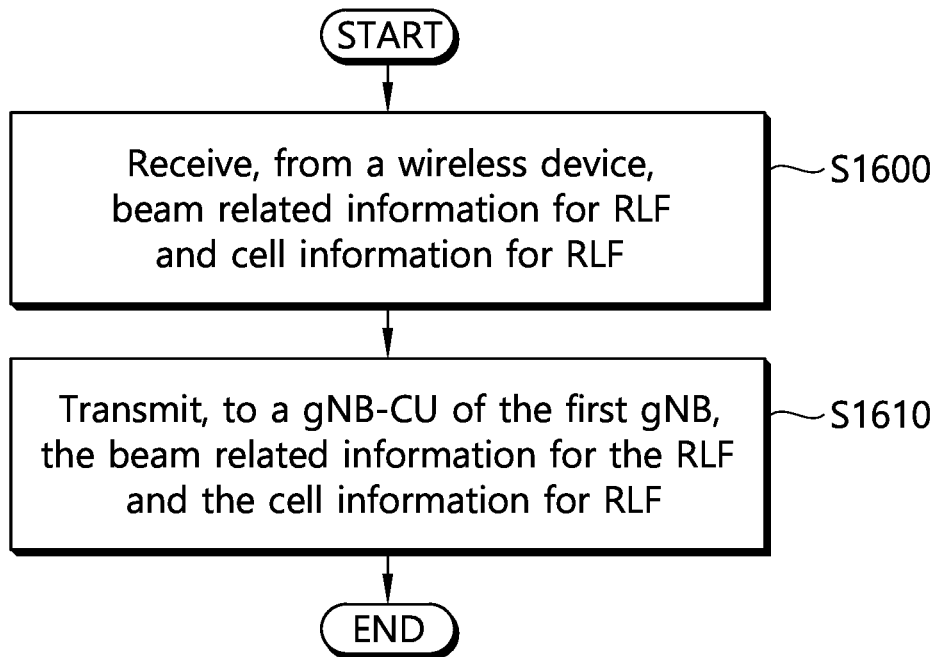 START
Receive, from a wireless device,
beam related information for RLF
and cell information for RLF
S1600
Transmit, to a gNB-CU of the first gNB,
the beam related information for the RLF
and the cell information for RLF
S1610
END